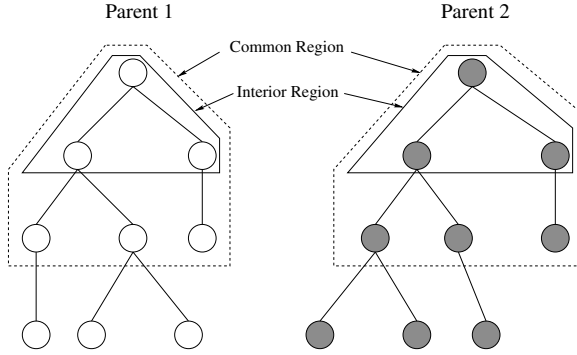 Parent 1
Parent 2
Common Region
Interior Region